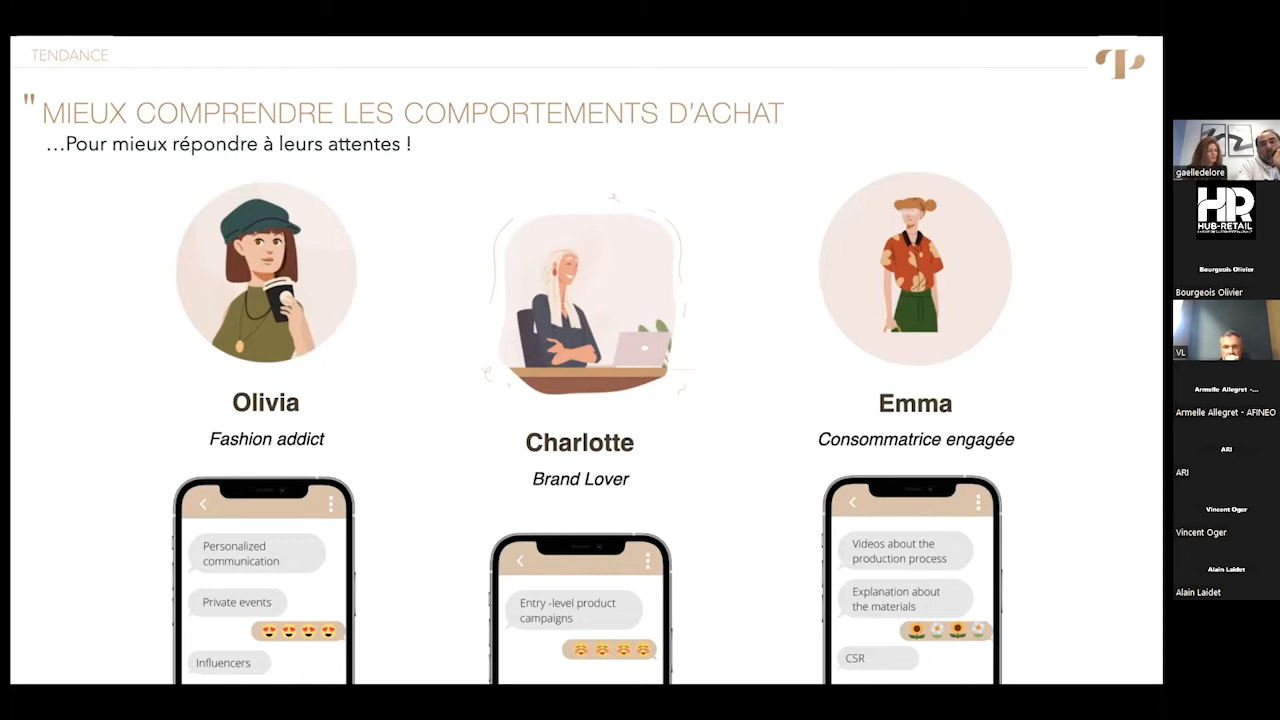 TENDANCE
" MIEUX COMPRENDRE LES COMPORTEMENTS D'ACHAT
...Pour mieux répondre à leurs attentes !
Olivia
Fashion addict
Personalized
communication
Private events
Influencers
Charlotte
Brand Lover
Entry -level product
campaigns
Emma
Consommatrice engagée
Videos about the
production process
Explanation about
the materials
CSR
gaelledelore
HR
HUB-RETAIL
Bourgeois Olivier
Bourgeois Olivier
VL
Armelle Allegret -...
Armelle Allegret - AFINEO
ARI
ARI
Vincent Oger
Vincent Oger
Alain Laidet
Alain Laidet